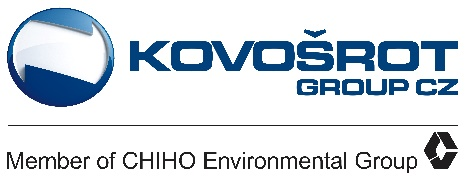 KOVOŠROT
GROUP CZ
Member of CHIHO Environmental Group